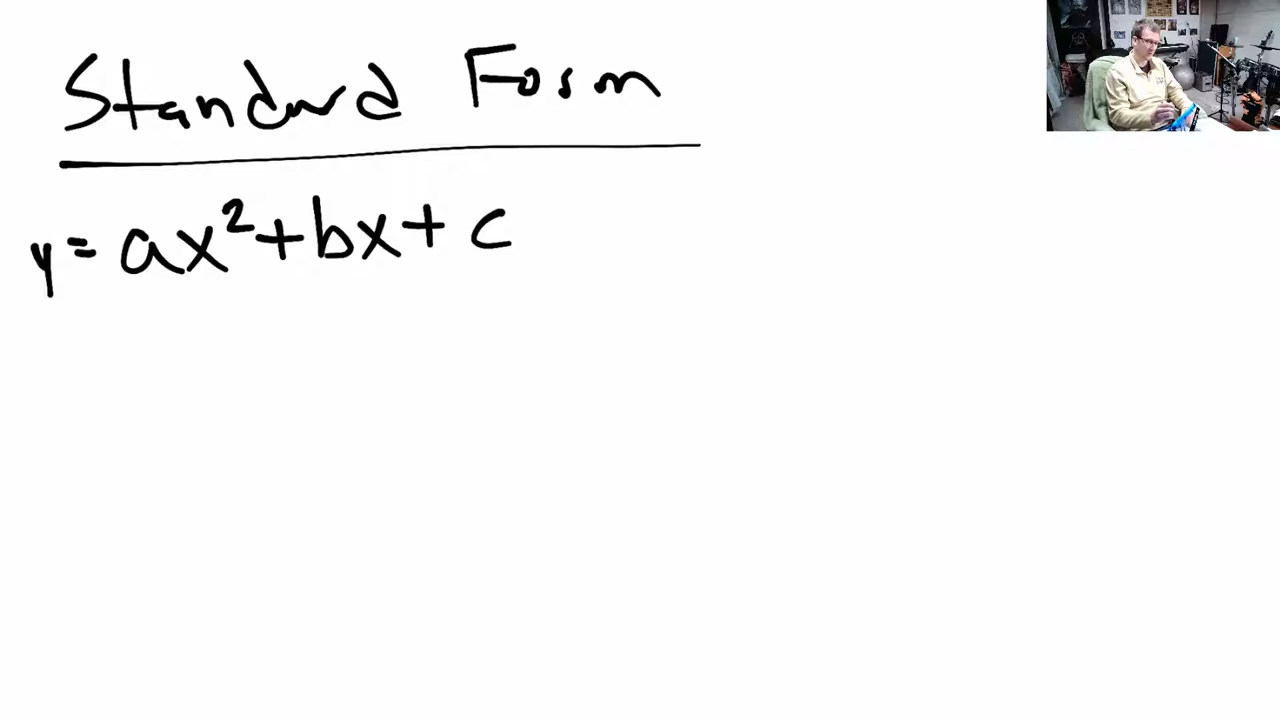 Standard Form
y = ax² + bx + c